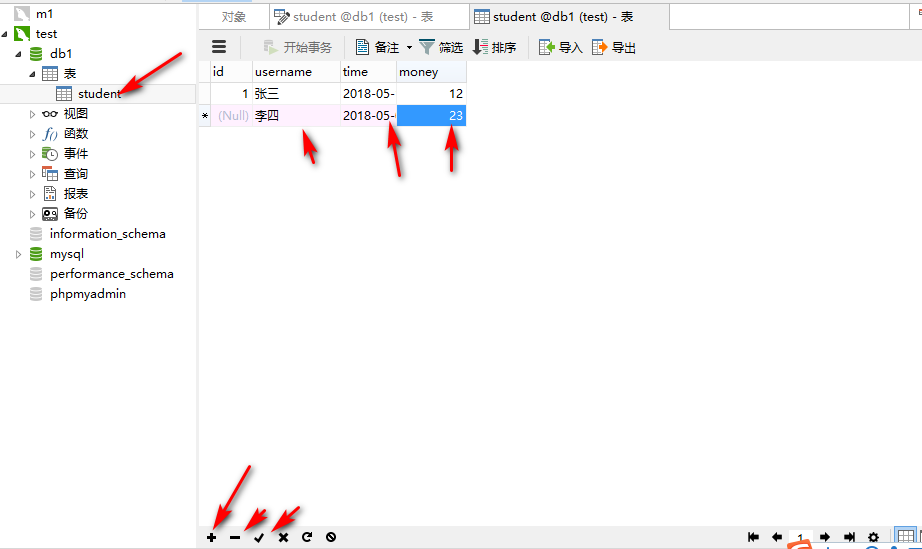 m1
test
db1
表
student
视图
函数
事件
查询
报表
备份
information_schema
mysql
performance_schema
phpmyadmin
对象
student @db1 (test) - 表
student @db1 (test) - 表
开始事务
备注
筛选
排序
导入
导出
id username time money
1 张三 2018-05- 12
* (Null) 李四 2018-05- 23
1